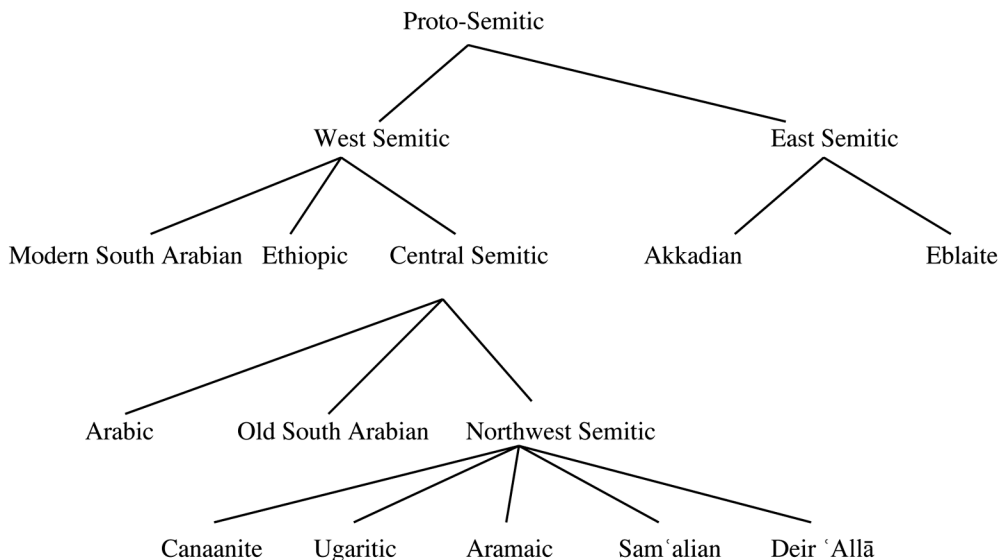 Proto-Semitic
West Semitic East Semitic
Modern South Arabian Ethiopic Central Semitic Akkadian Eblaite
Arabic Old South Arabian Northwest Semitic
Canaanite Ugaritic Aramaic Samʿalian Deir ʿAllā